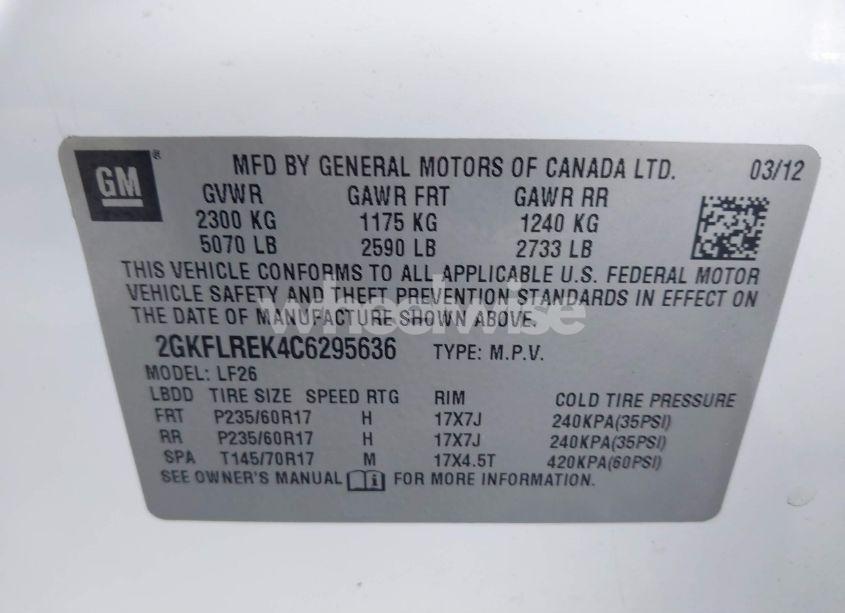 GM ® MFD BY GENERAL MOTORS OF CANADA LTD. 03/12
GVWR GAWR FRT GAWR RR
2300 KG 1175 KG 1240 KG
5070 LB 2590 LB 2733 LB
THIS VEHICLE CONFORMS TO ALL APPLICABLE U.S. FEDERAL MOTOR
VEHICLE SAFETY AND THEFT PREVENTION STANDARDS IN EFFECT ON
THE DATE OF MANUFACTURE SHOWN ABOVE.
wheelwise
2GKFLREK4C6295636 TYPE: M.P.V.
MODEL: LF26
LBDD TIRE SIZE SPEED RTG RIM COLD TIRE PRESSURE
FRT P235/60R17 H 17X7J 240KPA(35PSI)
RR P235/60R17 H 17X7J 240KPA(35PSI)
SPA T145/70R17 M 17X4.5T 420KPA(60PSI)
SEE OWNER'S MANUAL i FOR MORE INFORMATION.